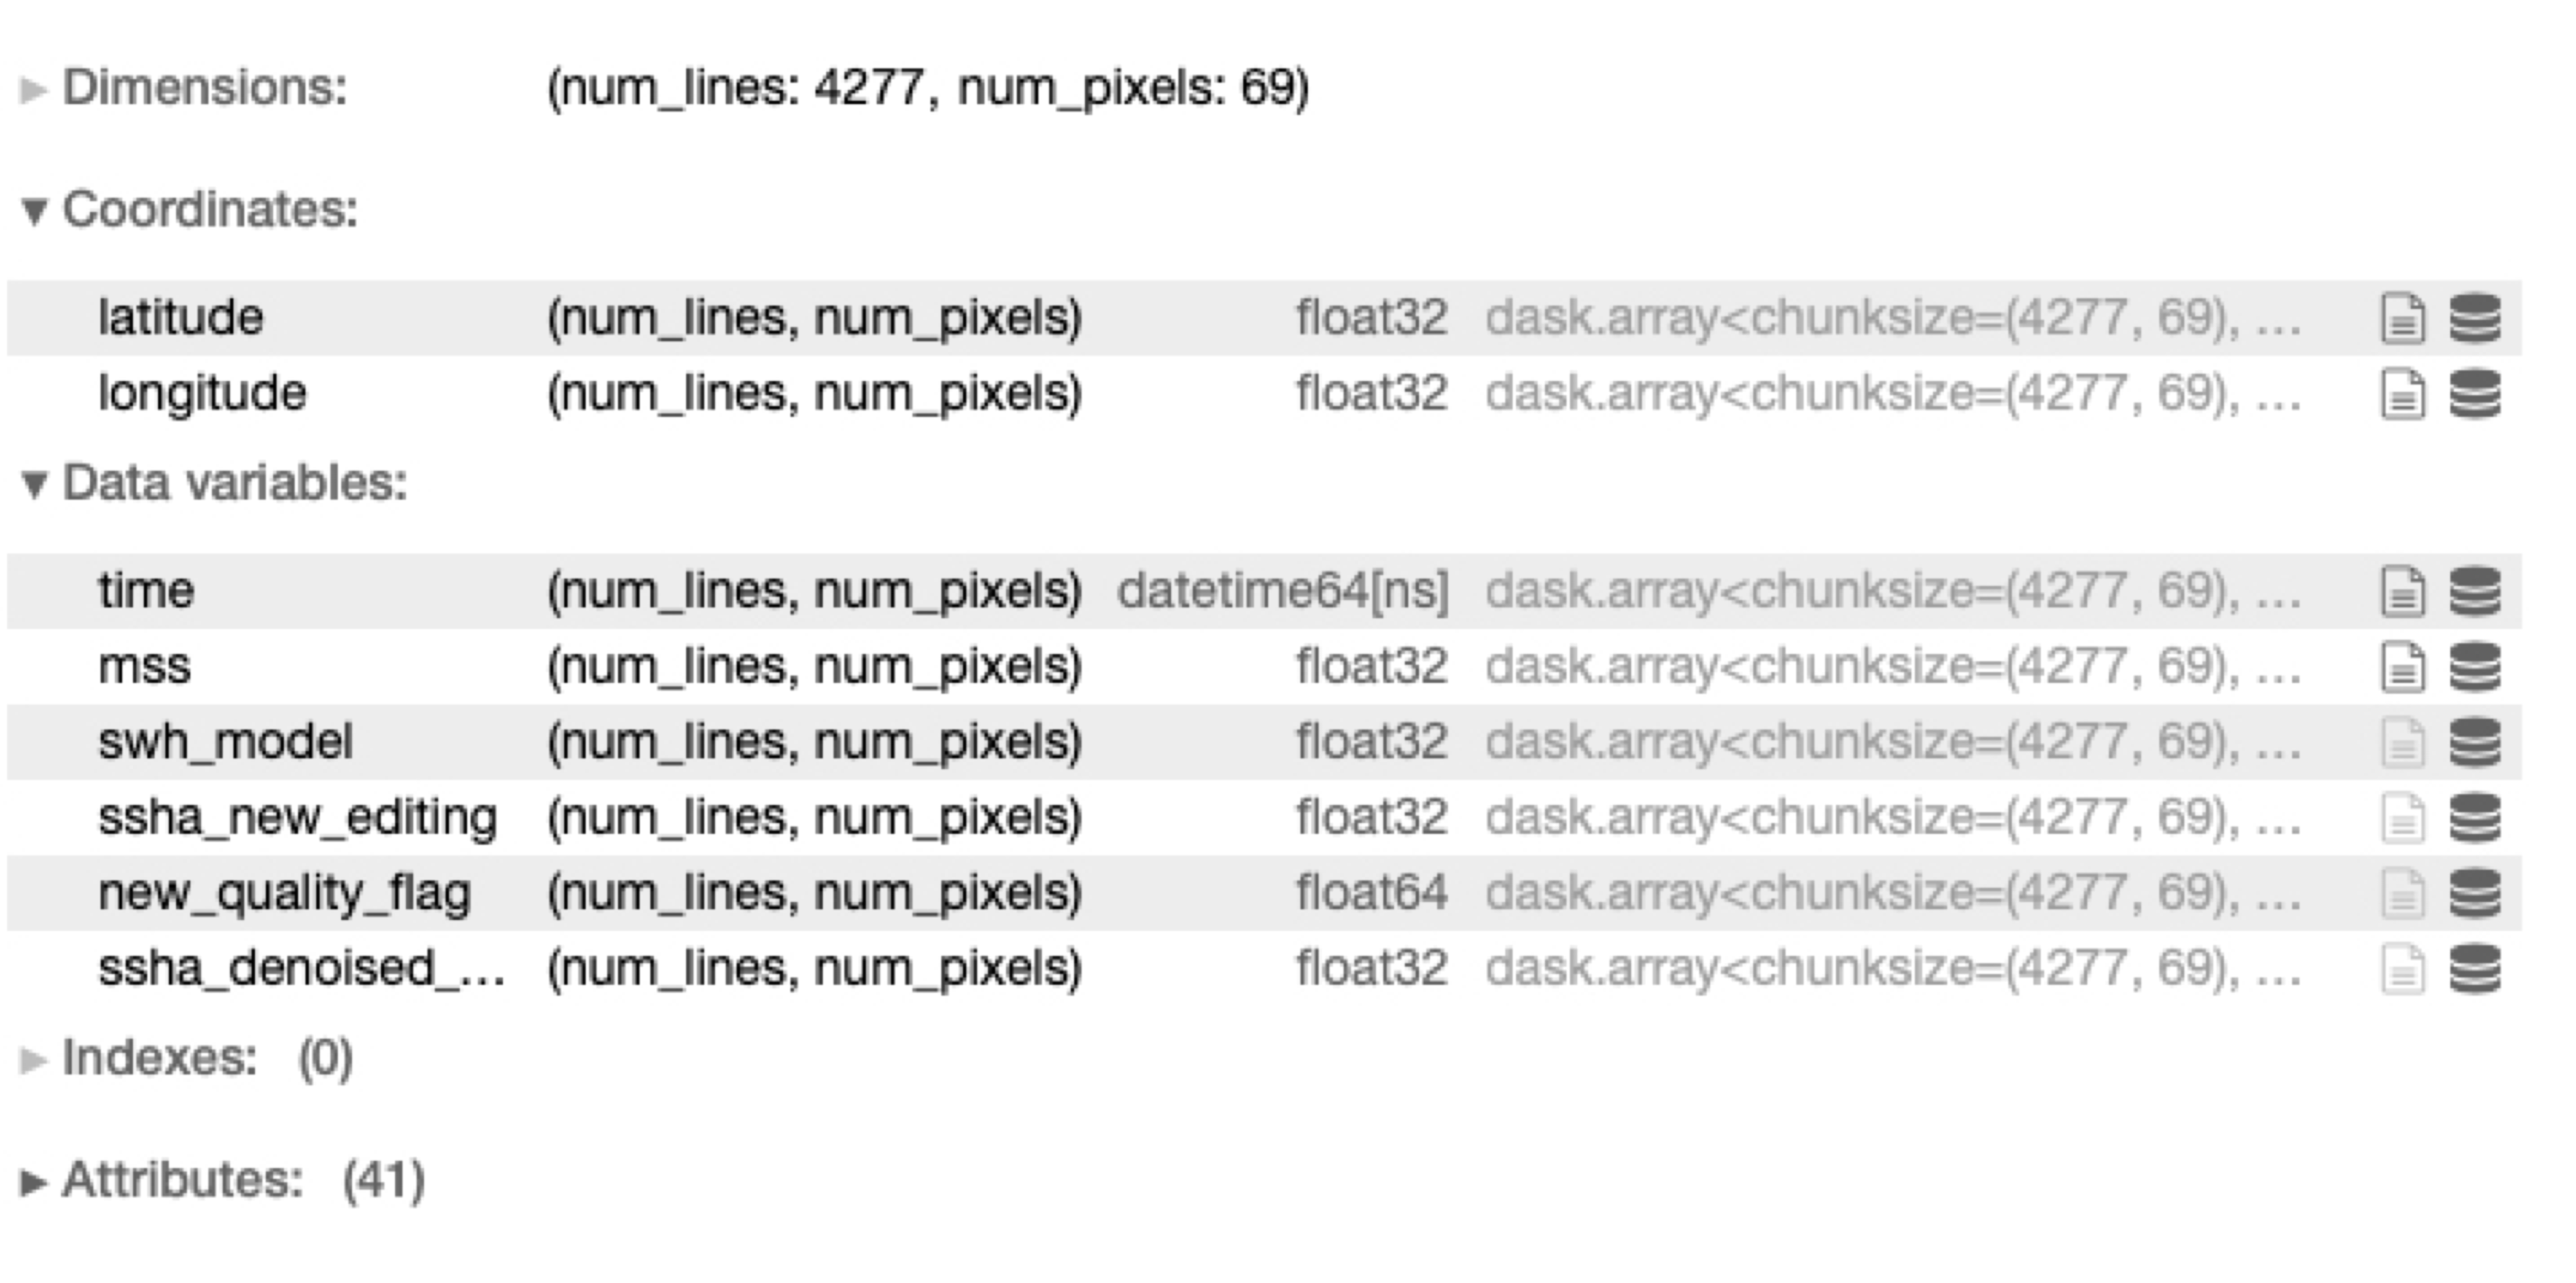 Dimensions: (num_lines: 4277, num_pixels: 69)
Coordinates:
latitude (num_lines, num_pixels) float32 dask.array<chunksize=(4277, 69), ...
longitude (num_lines, num_pixels) float32 dask.array<chunksize=(4277, 69), ...
Data variables:
time (num_lines, num_pixels) datetime64[ns] dask.array<chunksize=(4277, 69), ...
mss (num_lines, num_pixels) float32 dask.array<chunksize=(4277, 69), ...
swh_model (num_lines, num_pixels) float32 dask.array<chunksize=(4277, 69), ...
ssha_new_editing (num_lines, num_pixels) float32 dask.array<chunksize=(4277, 69), ...
new_quality_flag (num_lines, num_pixels) float64 dask.array<chunksize=(4277, 69), ...
ssha_denoised_... (num_lines, num_pixels) float32 dask.array<chunksize=(4277, 69), ...
Indexes: (0)
Attributes: (41)